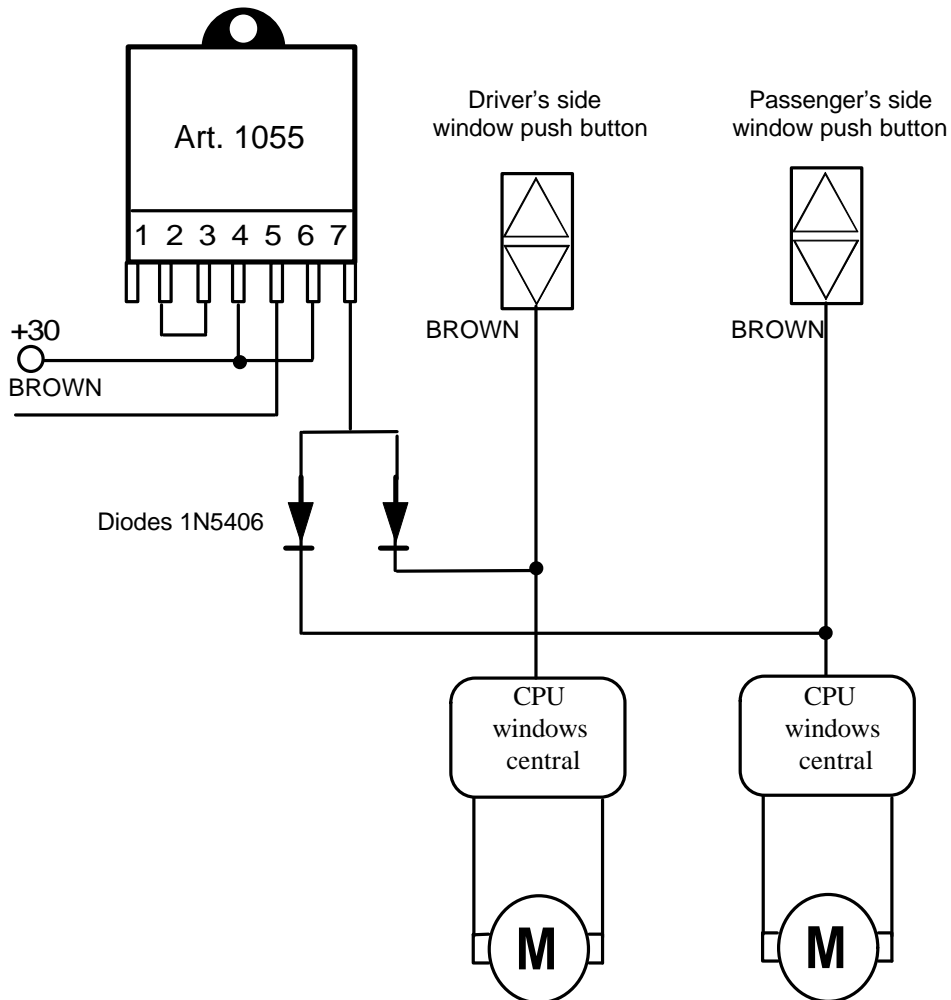 Art. 1055
1 2 3 4 5 6 7
Driver's side
window push button
Passenger's side
window push button
BROWN
BROWN
+30
BROWN
Diodes 1N5406
CPU
windows
central
CPU
windows
central
M
M